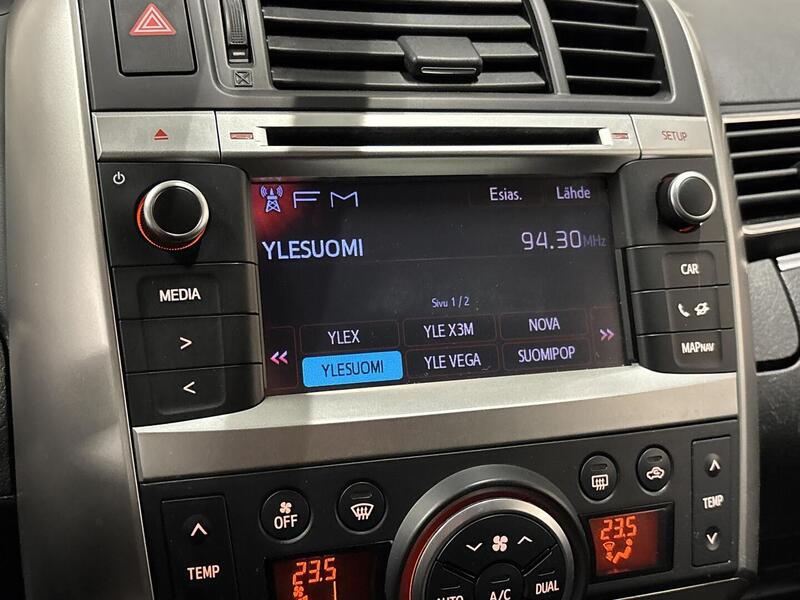 SETUP
FM Esias. Lähde
YLESUOMI 94.30 MHz
Sivu 1 / 2
« YLEX YLE X3M NOVA »
YLESUOMI YLE VEGA SUOMIPOP
MEDIA
>
<
CAR
MAP NAV
OFF
TEMP
23.5
AUTO A/C DUAL
23.5
TEMP